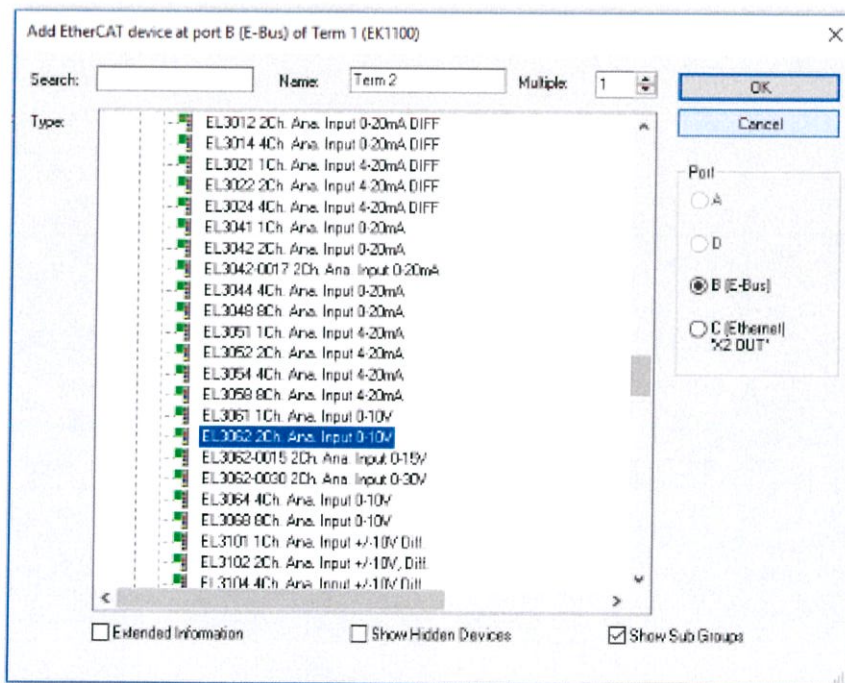 Add EtherCAT device at port B (E-Bus) of Term 1 (EK1100)
Search:
Name:
Term 2
Multiple:
1
OK
Cancel
Type:
EL3012 2Ch. Ana. Input 0-20mA DIFF
EL3014 4Ch. Ana. Input 0-20mA DIFF
EL3021 1Ch. Ana. Input 4-20mA DIFF
EL3022 2Ch. Ana. Input 4-20mA DIFF
EL3024 4Ch. Ana. Input 4-20mA DIFF
EL3041 1Ch. Ana. Input 0-20mA
EL3042 2Ch. Ana. Input 0-20mA
EL3042-0017 2Ch. Ana. Input 0-20mA
EL3044 4Ch. Ana. Input 0-20mA
EL3048 8Ch. Ana. Input 0-20mA
EL3051 1Ch. Ana. Input 4-20mA
EL3052 2Ch. Ana. Input 4-20mA
EL3054 4Ch. Ana. Input 4-20mA
EL3058 8Ch. Ana. Input 4-20mA
EL3061 1Ch. Ana. Input 0-10V
EL3062 2Ch. Ana. Input 0-10V
EL3062-0015 2Ch. Ana. Input 0-15V
EL3062-0030 2Ch. Ana. Input 0-30V
EL3064 4Ch. Ana. Input 0-10V
EL3068 8Ch. Ana. Input 0-10V
EL3101 1Ch. Ana. Input +/-10V Diff.
EL3102 2Ch. Ana. Input +/-10V, Diff.
EL3104 4Ch. Ana. Input +/-10V Diff.
Port
A
D
B (E-Bus)
C (Ethernet)
'X2 OUT'
Extended Information
Show Hidden Devices
Show Sub Groups